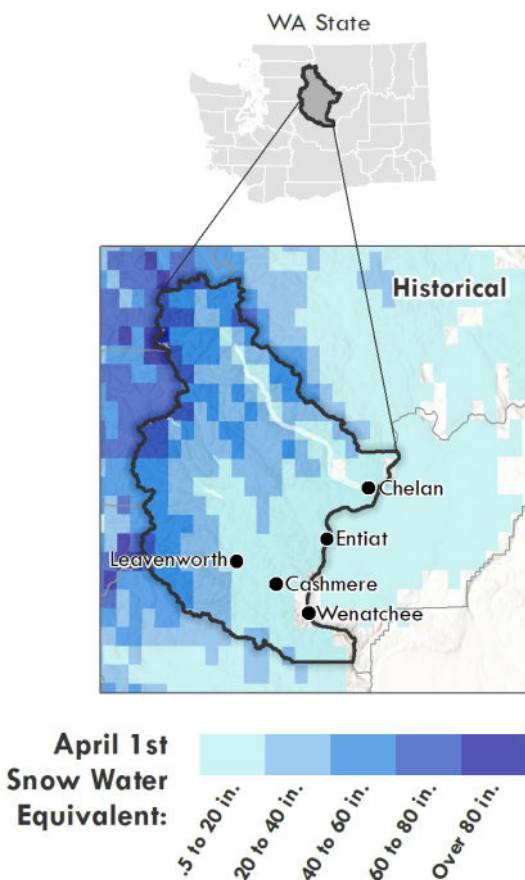 WA State
Historical
Chelan
Entiat
Leavenworth
Cashmere
Wenatchee
April 1st
Snow Water
Equivalent:
.5 to 20 in.
20 to 40 in.
40 to 60 in.
60 to 80 in.
Over 80 in.